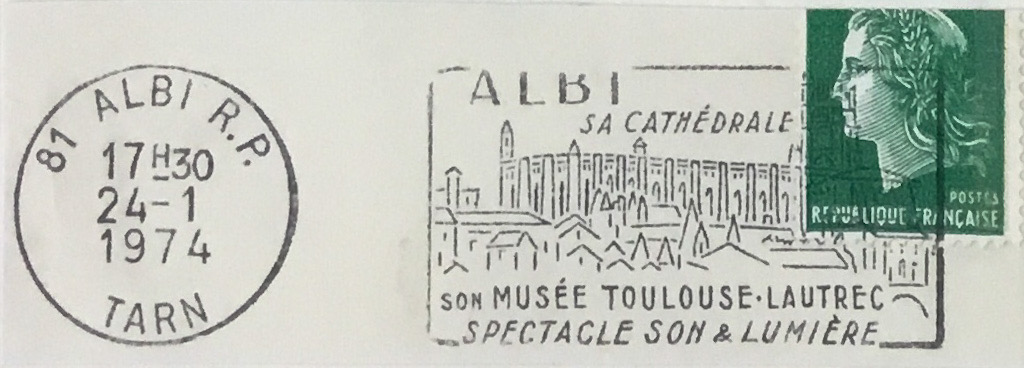 81 ALBI R.P.
17H30
24-1
1974
TARN
ALBI
SA CATHÉDRALE
SON MUSÉE TOULOUSE·LAUTREC
SPECTACLE SON & LUMIÈRE
POSTES
REPUBLIQUE FRANÇAISE